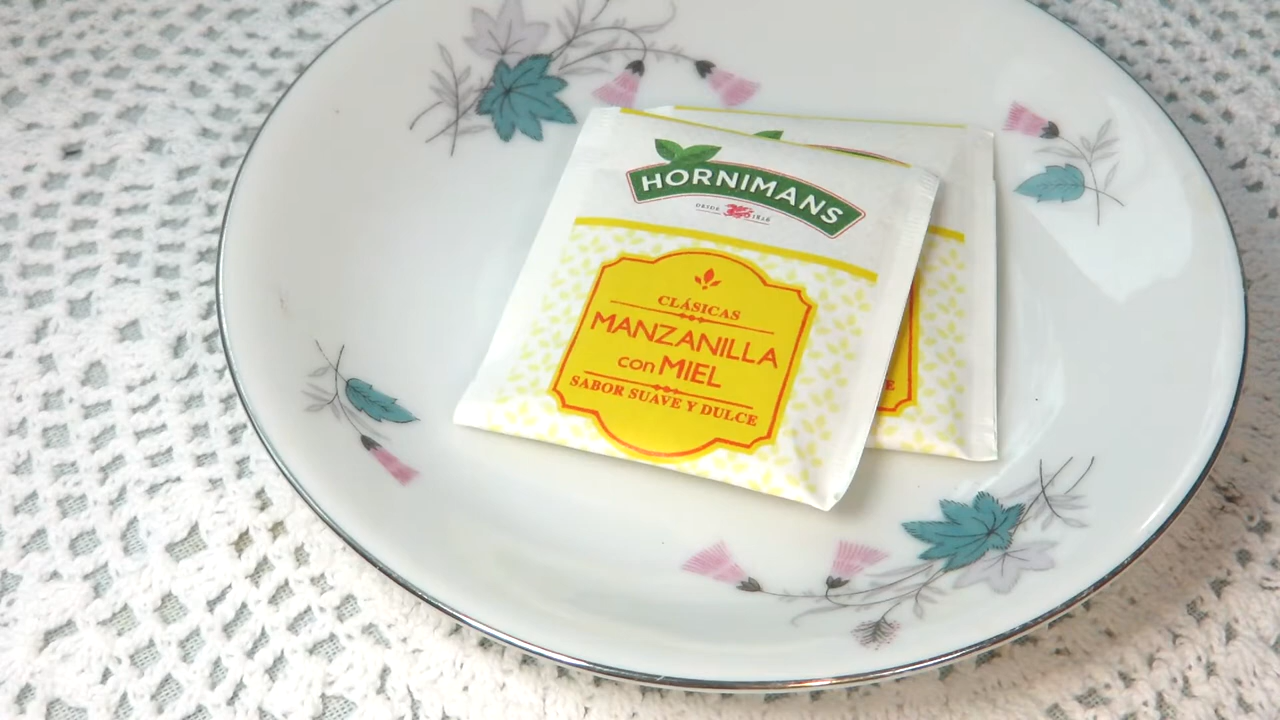 HORNIMANS
DESDE 1826
CLÁSICAS
MANZANILLA
con MIEL
SABOR SUAVE Y DULCE
E